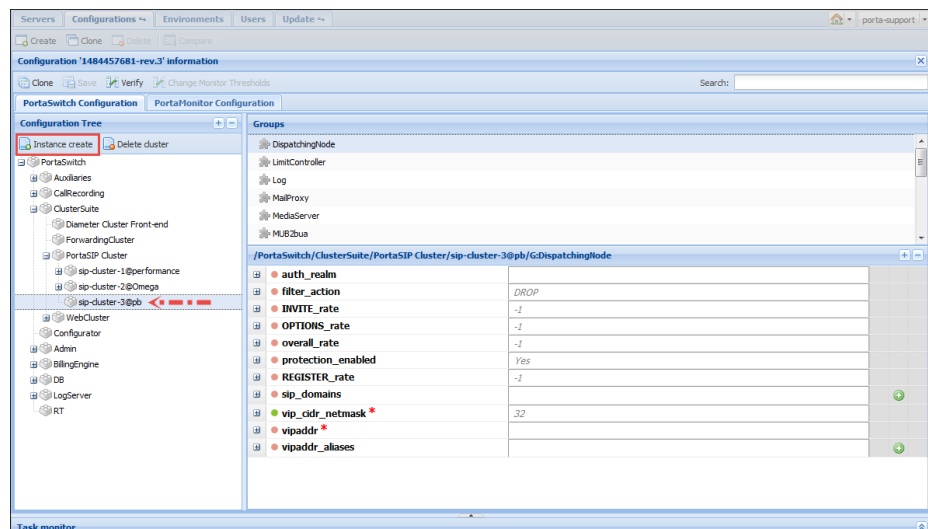 Servers Configurations Environments Users Update porta-support
Create Clone Delete Compare
Configuration '1484457681-rev.3' information
Clone Save Verify Change Monitor Thresholds Search:
PortaSwitch Configuration PortaMonitor Configuration
Configuration Tree
Instance create Delete cluster
PortaSwitch
Auxiliaries
CallRecording
ClusterSuite
Diameter Cluster Front-end
ForwardingCluster
PortaSIP Cluster
sip-cluster-1@performance
sip-cluster-2@Omega
sip-cluster-3@pb
WebCluster
Configurator
Admin
BillingEngine
DB
LogServer
RT
Groups
DispatchingNode
LimitController
Log
MailProxy
MediaServer
MUB2bua
/PortaSwitch/ClusterSuite/PortaSIP Cluster/sip-cluster-3@pb/G:DispatchingNode
auth_realm
filter_action DROP
INVITE_rate -1
OPTIONS_rate -1
overall_rate -1
protection_enabled Yes
REGISTER_rate -1
sip_domains
vip_cidr_netmask * 32
vipaddr *
vipaddr_aliases
Task monitor